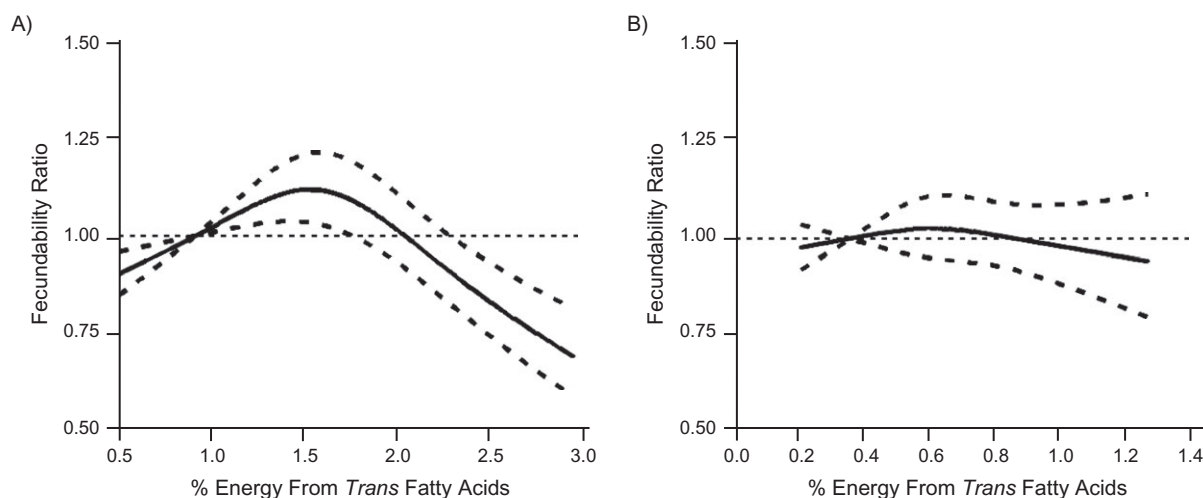 A)
1.50
1.25
1.00
0.75
0.50
Fecundability Ratio
0.5 1.0 1.5 2.0 2.5 3.0
% Energy From Trans Fatty Acids
B)
1.50
1.25
1.00
0.75
0.50
Fecundability Ratio
0.0 0.2 0.4 0.6 0.8 1.0 1.2 1.4
% Energy From Trans Fatty Acids